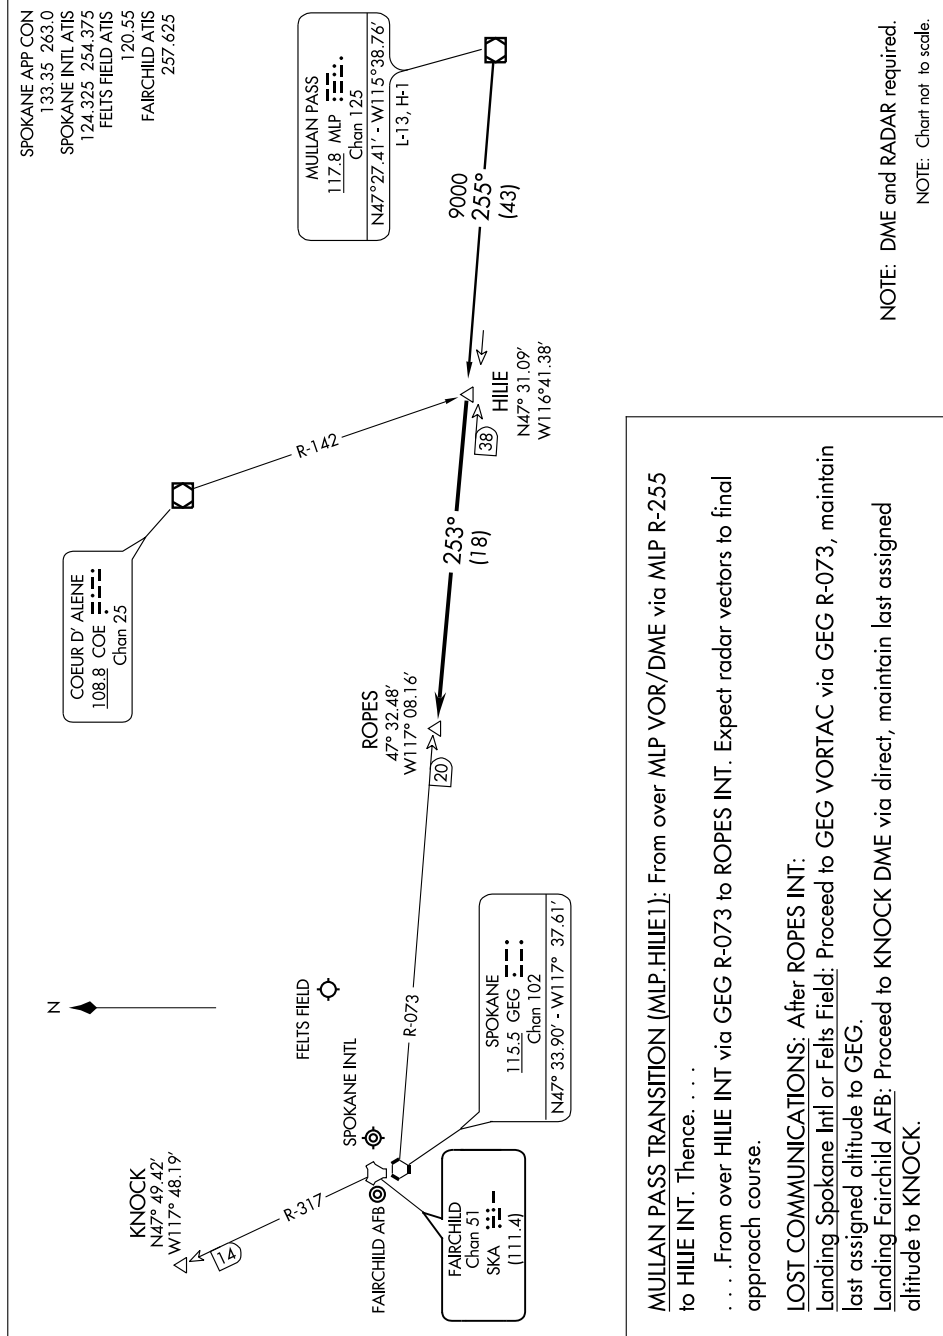 SPOKANE APP CON
133.35 263.0
SPOKANE INTL ATIS
124.325 254.375
FELTS FIELD ATIS
120.55
FAIRCHILD ATIS
257.625
MULLAN PASS
117.8 MLP
Chan 125
N47°27.41' - W115°38.76'
L-13, H-1
9000
255°
(43)
COEUR D' ALENE
108.8 COE
Chan 25
R-142
HILIE
N47° 31.09'
W116°41.38'
38
253°
(18)
ROPES
47° 32.48'
W117° 08.16'
20
R-073
N
FELTS FIELD
SPOKANE INTL
SPOKANE
115.5 GEG
Chan 102
N47° 33.90' - W117° 37.61'
KNOCK
N47° 49.42'
W117° 48.19'
14
R-317
FAIRCHILD AFB
FAIRCHILD
Chan 51
SKA
(111.4)
NOTE: DME and RADAR required.
NOTE: Chart not to scale.
MULLAN PASS TRANSITION (MLP.HILIE1): From over MLP VOR/DME via MLP R-255
to HILIE INT. Thence. . . .
. . . .From over HILIE INT via GEG R-073 to ROPES INT. Expect radar vectors to final
approach course.
LOST COMMUNICATIONS: After ROPES INT:
Landing Spokane Intl or Felts Field: Proceed to GEG VORTAC via GEG R-073, maintain
last assigned altitude to GEG.
Landing Fairchild AFB: Proceed to KNOCK DME via direct, maintain last assigned
altitude to KNOCK.